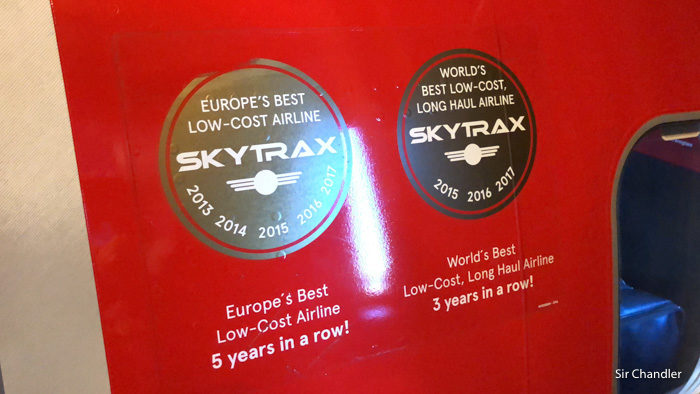 EUROPE'S BEST
LOW-COST AIRLINE
SKYTRAX
2013 2014 2015 2016 2017
Europe´s Best
Low-Cost Airline
5 years in a row!
WORLD'S
BEST LOW-COST,
LONG HAUL AIRLINE
SKYTRAX
2015 2016 2017
World´s Best
Low-Cost, Long Haul Airline
3 years in a row!
Sir Chandler